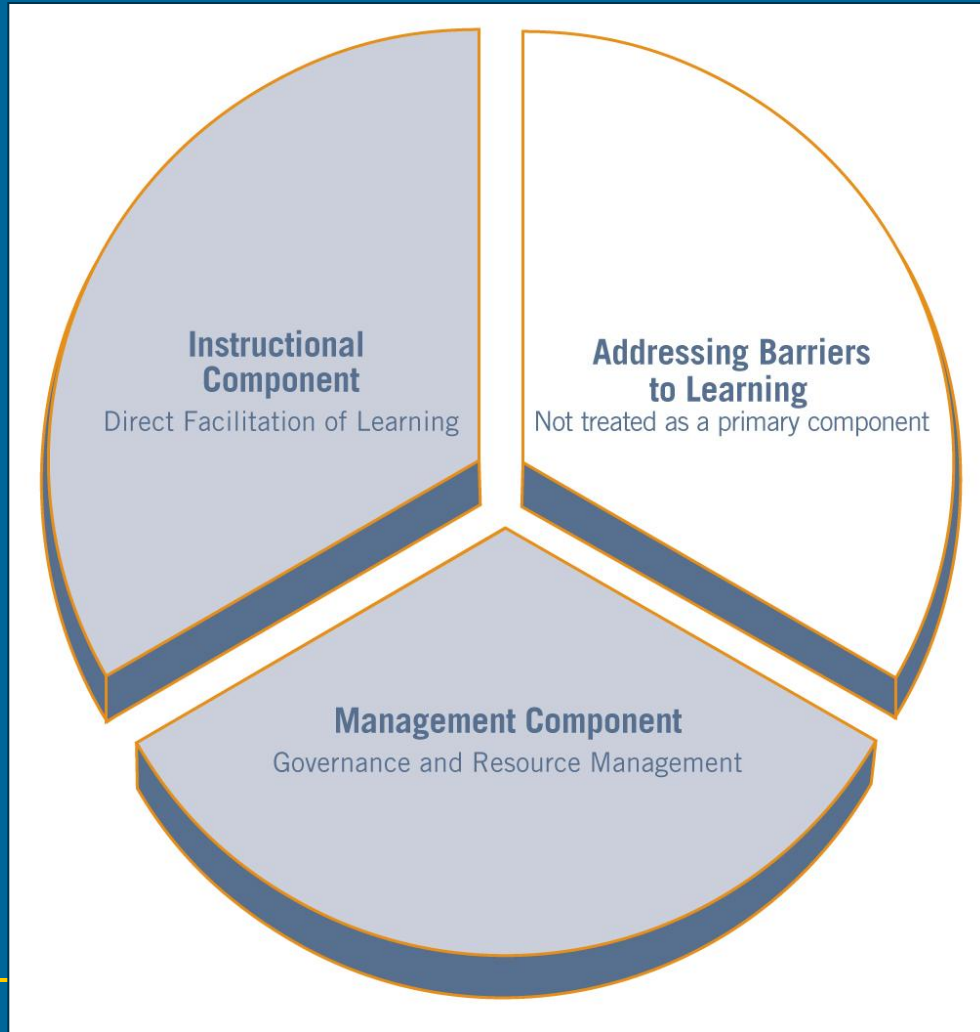 Instructional
Component
Direct Facilitation of Learning
Addressing Barriers
to Learning
Not treated as a primary component
Management Component
Governance and Resource Management